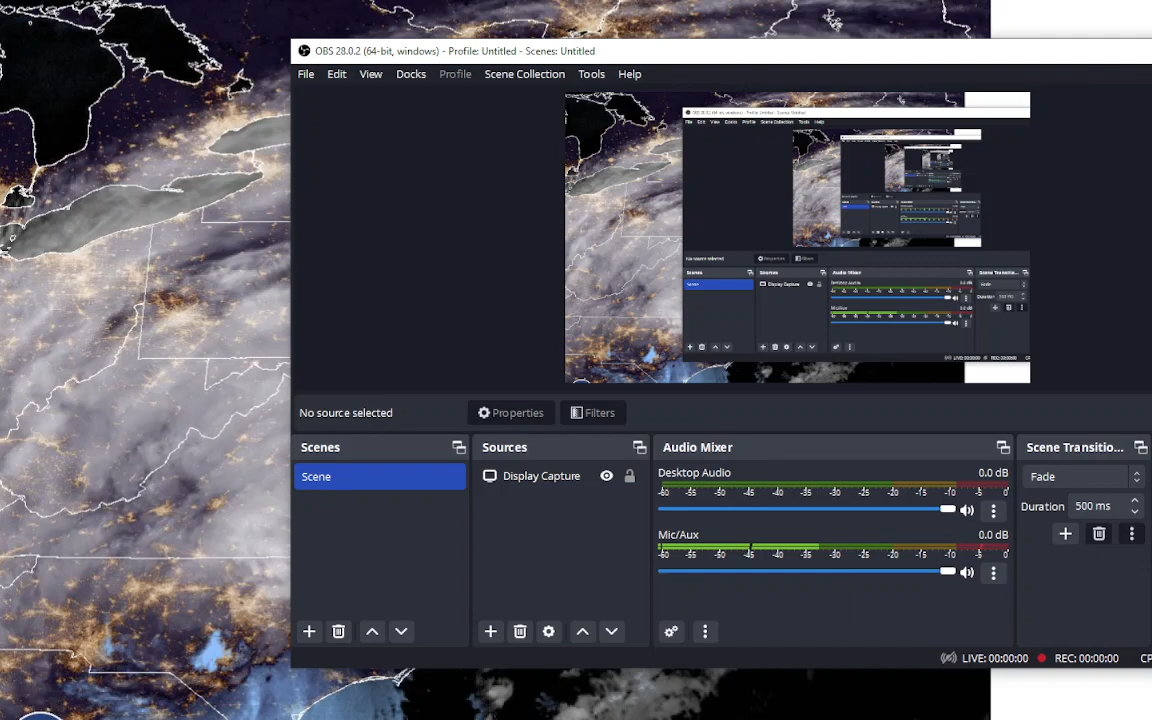 OBS 28.0.2 (64-bit, windows) - Profile: Untitled - Scenes: Untitled
File Edit View Docks Profile Scene Collection Tools Help
No source selected Properties Filters
Scenes Sources Audio Mixer Scene Transitio...
Scene Display Capture Desktop Audio 0.0 dB Fade
-60 -55 -50 -45 -40 -35 -30 -25 -20 -15 -10 -5 0
Duration 500 ms
Mic/Aux 0.0 dB
-60 -55 -50 -45 -40 -35 -30 -25 -20 -15 -10 -5 0
LIVE: 00:00:00 REC: 00:00:00 CP